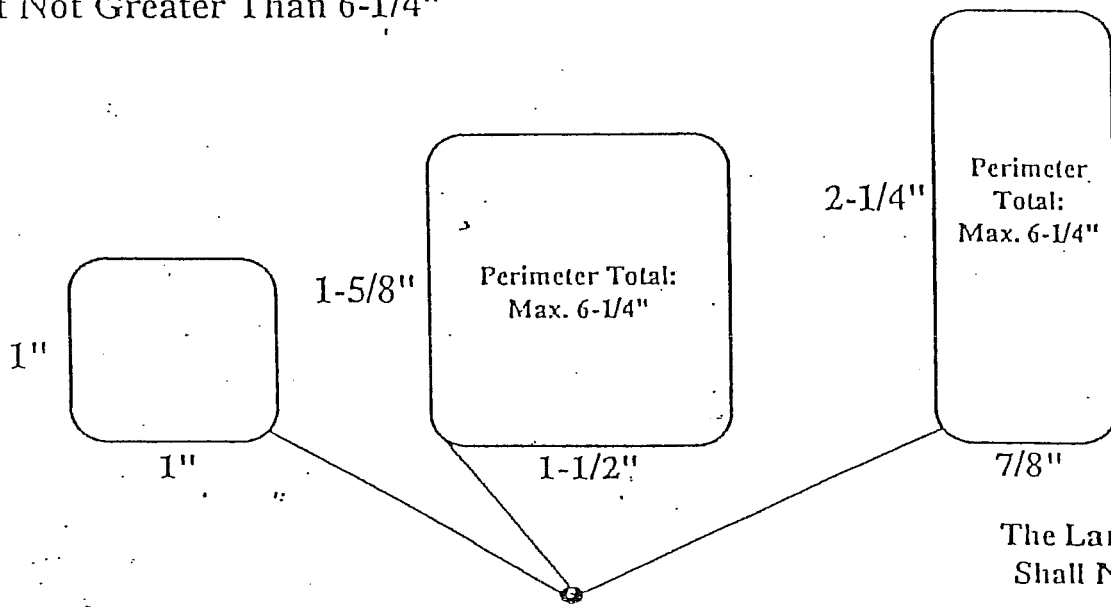 Not Greater Than 6-1/4"
1"
1"
1-5/8"
Perimeter Total:
Max. 6-1/4"
1-1/2"
2-1/4"
Perimeter
Total:
Max. 6-1/4"
7/8"
The
Shall